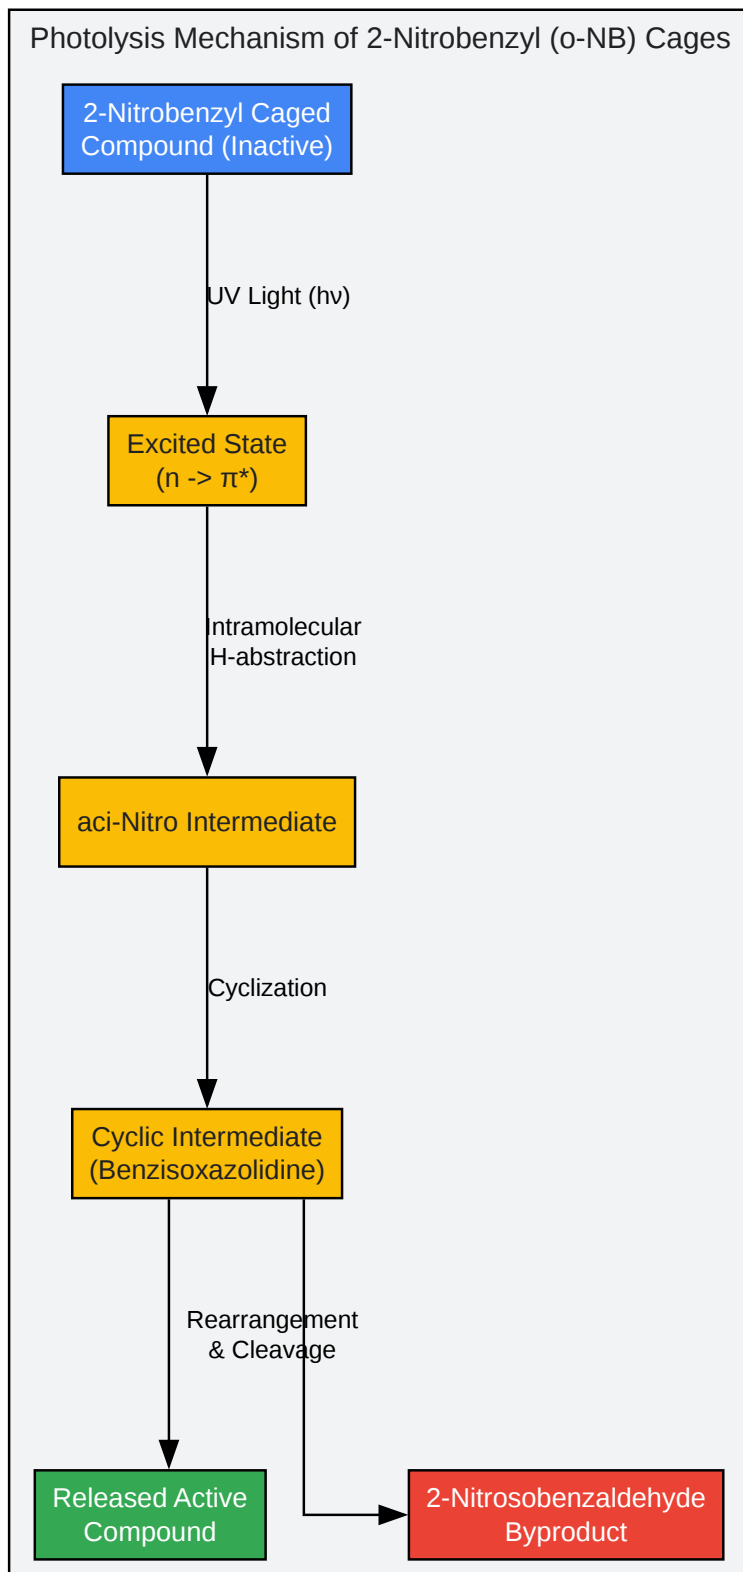 Photolysis Mechanism of 2-Nitrobenzyl (o-NB) Cages
2-Nitrobenzyl Caged
Compound (Inactive)
UV Light (hν)
Excited State
(n -> π*)
Intramolecular
H-abstraction
aci-Nitro Intermediate
Cyclization
Cyclic Intermediate
(Benzisoxazolidine)
Rearrangement
& Cleavage
Released Active
Compound
2-Nitrosobenzaldehyde
Byproduct